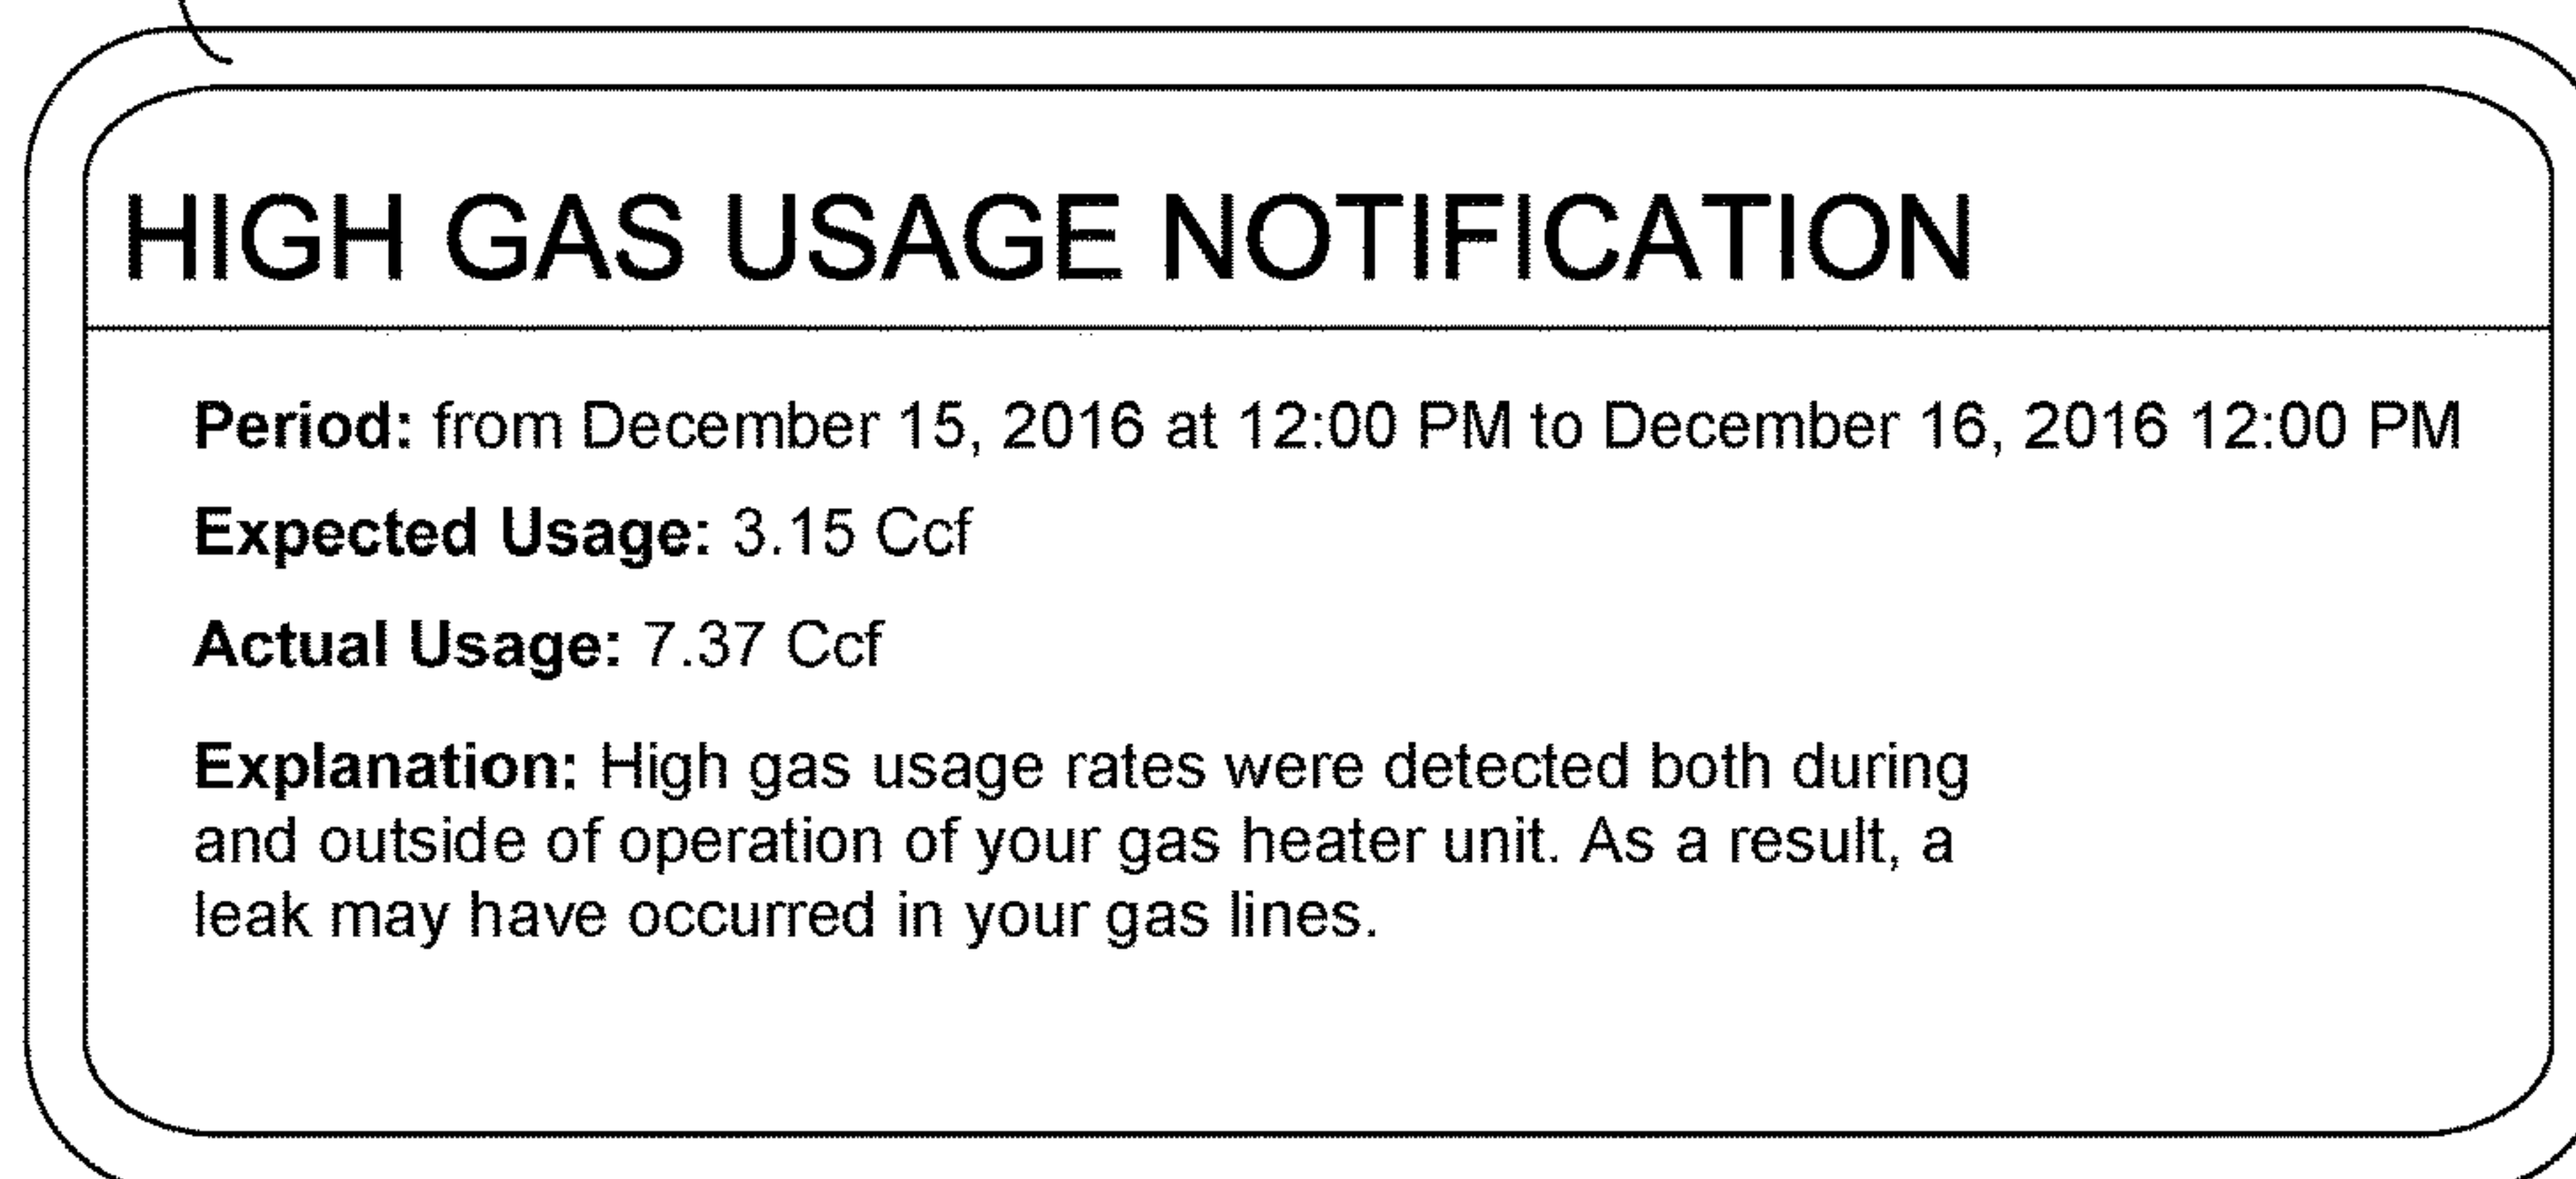 HIGH GAS USAGE NOTIFICATION
Period: from December 15, 2016 at 12:00 PM to December 16, 2016 12:00 PM
Expected Usage: 3.15 Ccf
Actual Usage: 7.37 Ccf
Explanation: High gas usage rates were detected both during
and outside of operation of your gas heater unit. As a result, a
leak may have occurred in your gas lines.